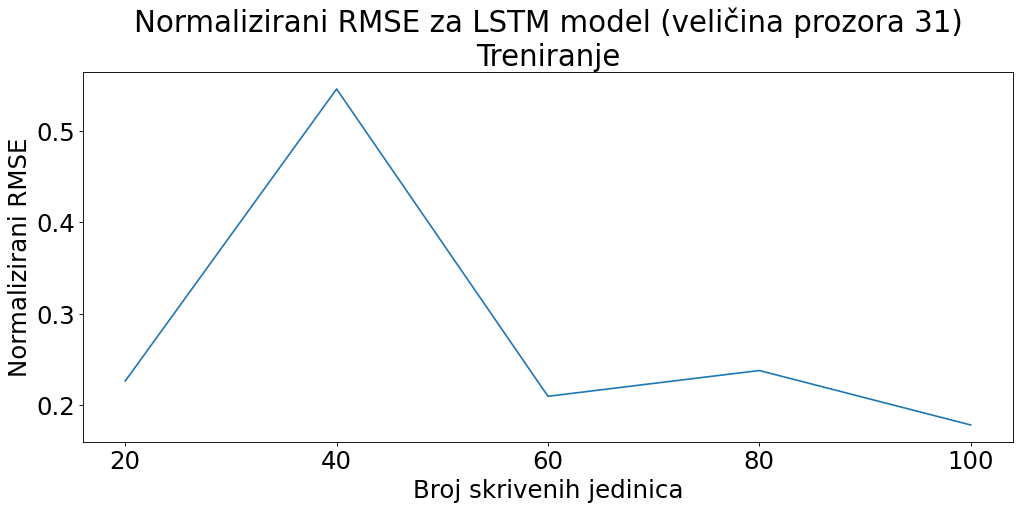 Normalizirani RMSE za LSTM model (veličina prozora 31)
Treniranje
Normalizirani RMSE
0.5
0.4
0.3
0.2
20 40 60 80 100
Broj skrivenih jedinica